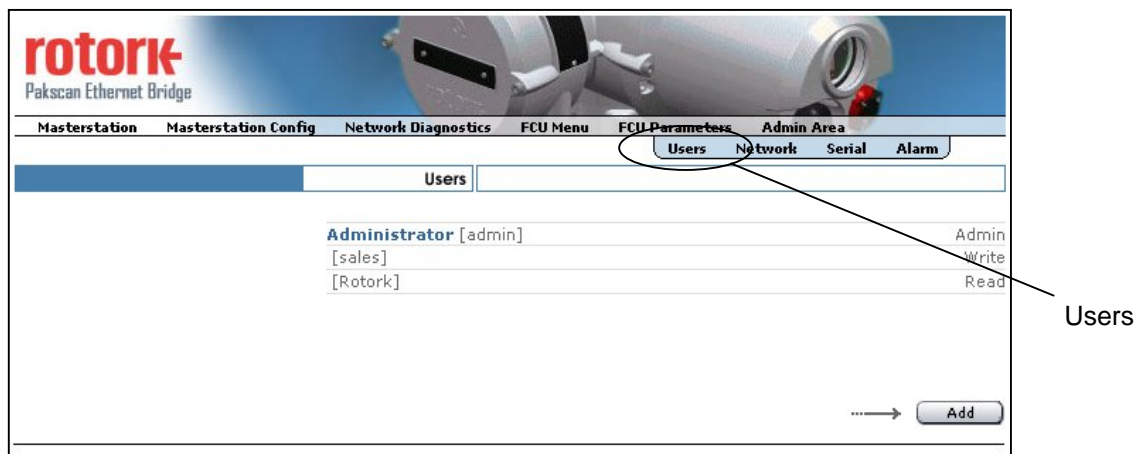 rotork
Pakscan Ethernet Bridge
Masterstation Masterstation Config Network Diagnostics FCU Menu FCU Parameters Admin Area
Users Network Serial Alarm
Users
Administrator [admin] Admin
[sales] Write
[Rotork] Read
Users
Add